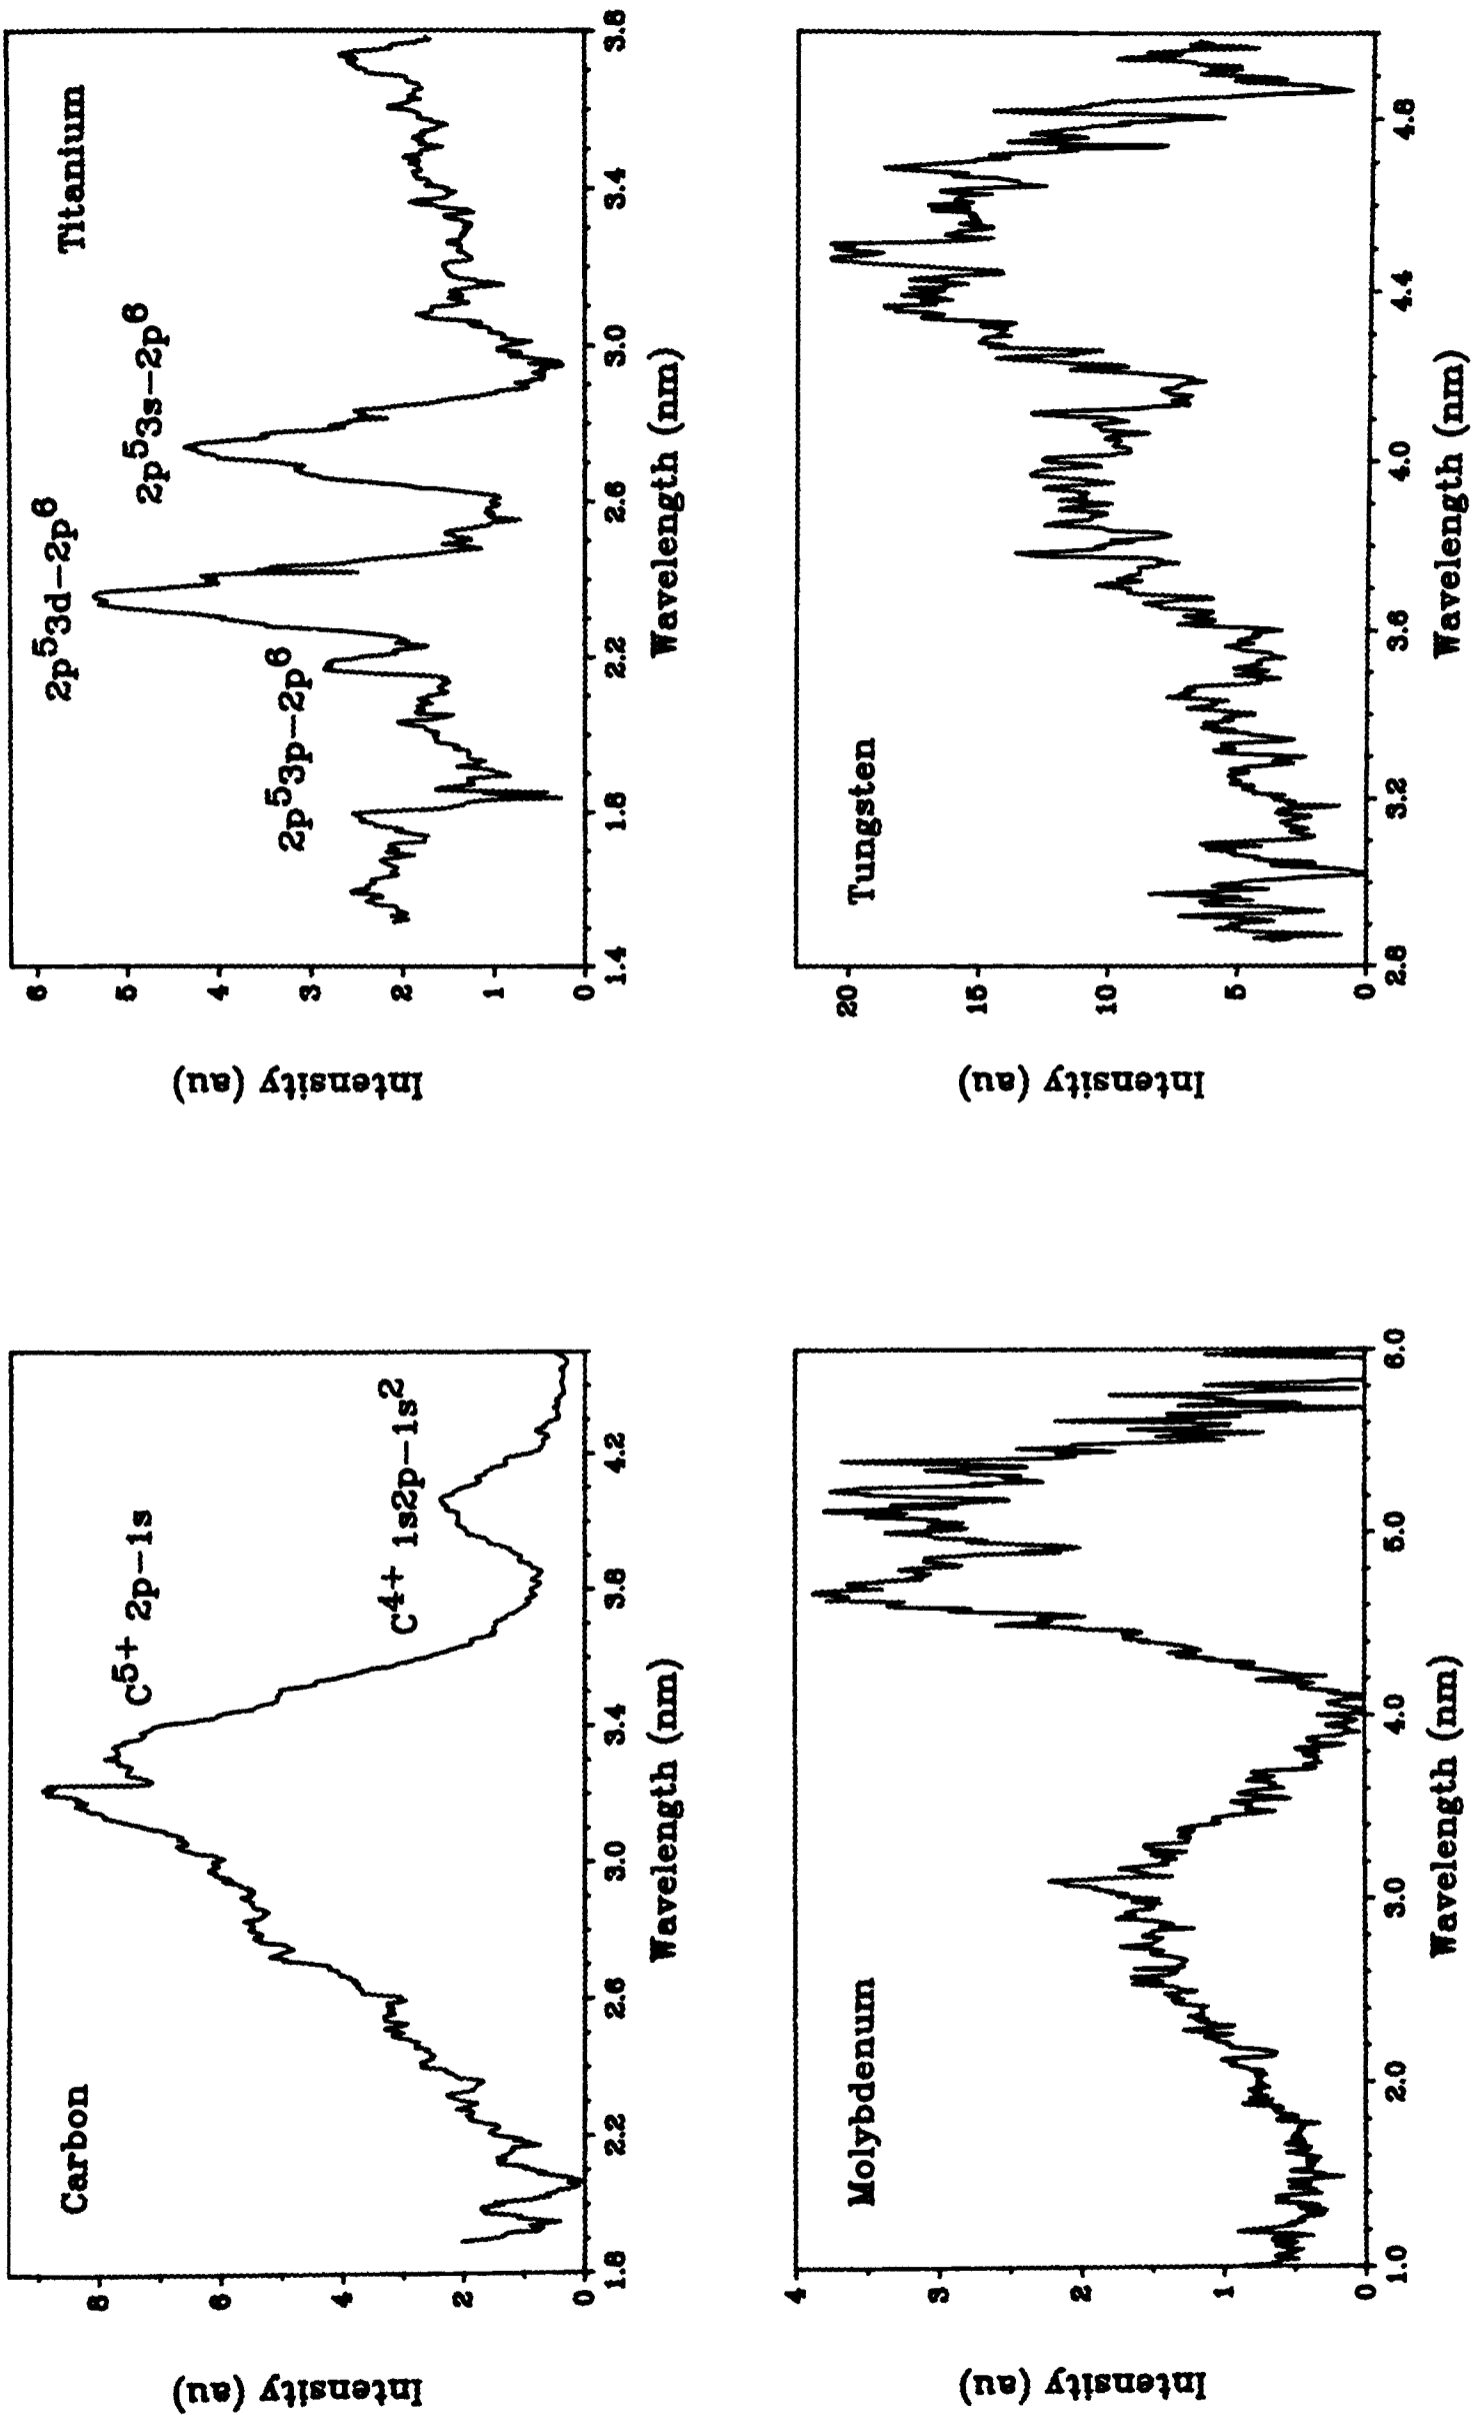 Carbon
C⁵⁺ 2p-1s
C⁴⁺ 1s2p-1s²
8
6
4
2
0
1.8
2.2
2.6
3.0
3.4
3.8
4.2
Wavelength (nm)
Intensity (au)
Titanium
2p⁵3d-2p⁶
2p⁵3s-2p⁶
2p⁵3p-2p⁶
6
5
4
3
2
1
0
1.4
1.8
2.2
2.6
3.0
3.4
3.8
Wavelength (nm)
Intensity (au)
Molybdenum
4
3
2
1
0
1.0
2.0
3.0
4.0
5.0
6.0
Wavelength (nm)
Intensity (au)
Tungsten
20
15
10
5
0
2.8
3.2
3.6
4.0
4.4
4.8
Wavelength (nm)
Intensity (au)